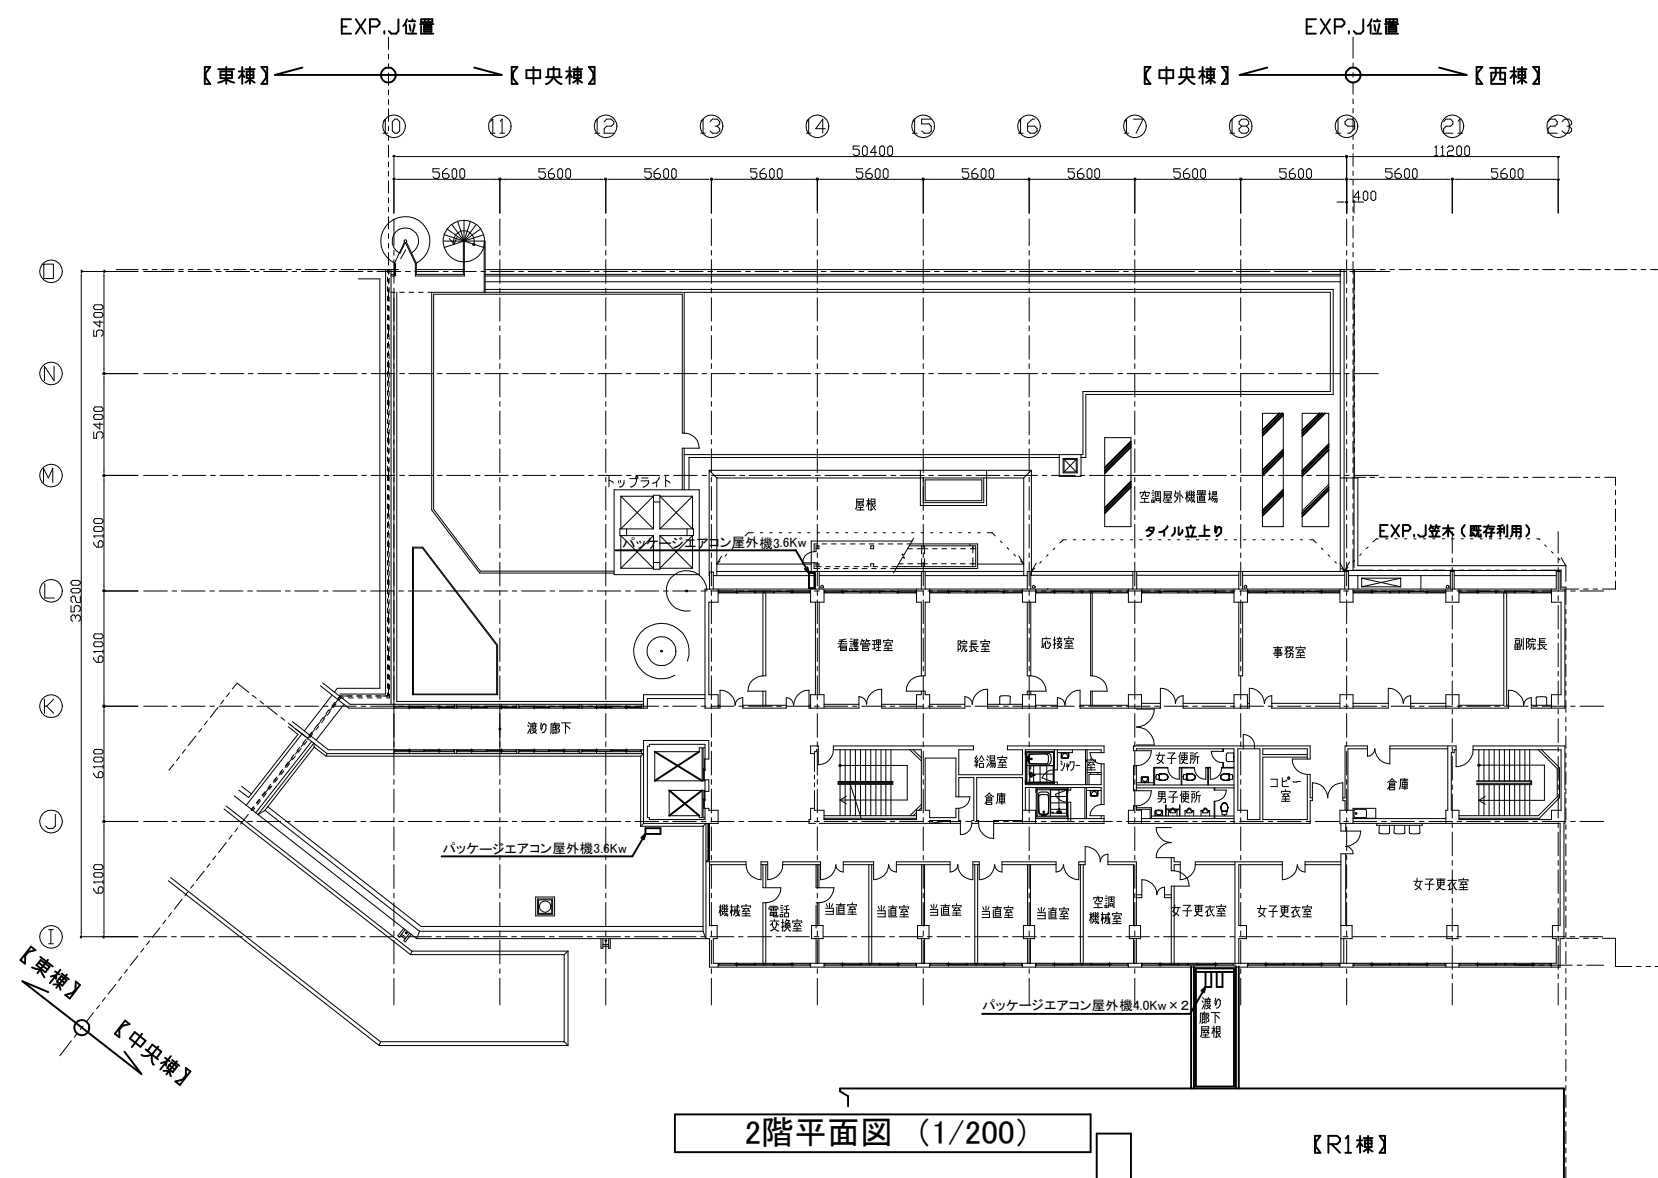 EXP.J位置
EXP.J位置
【東棟】
【中央棟】
【中央棟】
【西棟】
10
11
12
13
14
15
16
17
18
19
21
23
50400
11200
5600
5600
5600
5600
5600
5600
5600
5600
5600
5600
5600
400
O
N
M
L
K
J
I
5400
5400
6100
6100
6100
6100
35200
トップライト
屋根
空調屋外機置場
タイル立上り
EXP.J笠木(既存利用)
パッケージエアコン屋外機3.6Kw
看護管理室
院長室
応接室
事務室
副院長
渡り廊下
給湯室
シャワー室
女子便所
倉庫
男子便所
コピー室
倉庫
パッケージエアコン屋外機3.6Kw
機械室
電話
交換室
当直室
当直室
当直室
当直室
当直室
空調
機械室
女子更衣室
女子更衣室
女子更衣室
【東棟】
【中央棟】
パッケージエアコン屋外機4.0Kw×2
渡り
廊下
屋根
2階平面図 (1/200)
【R1棟】